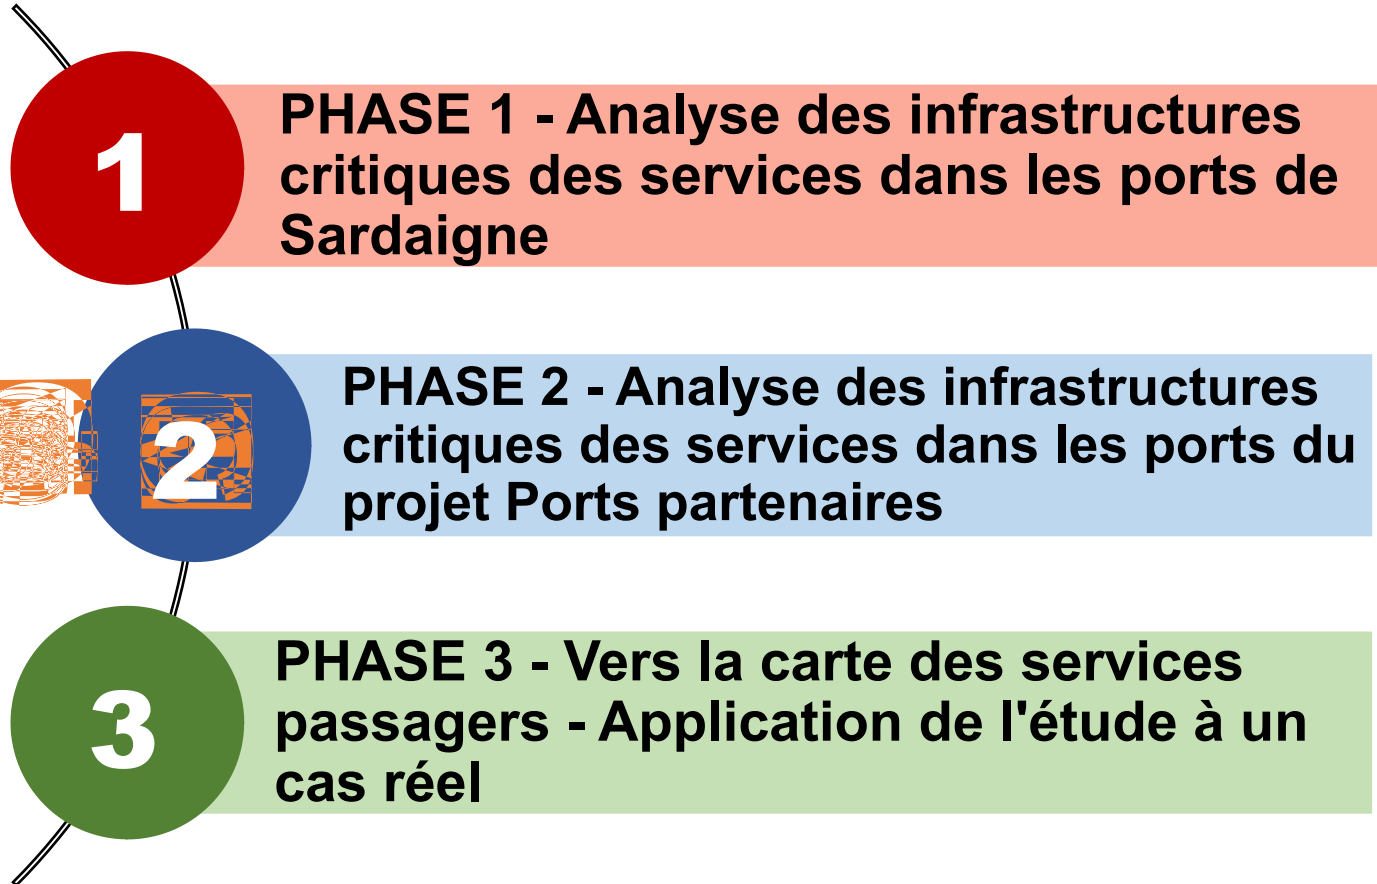 1
PHASE 1 - Analyse des infrastructures
critiques des services dans les ports de
Sardaigne
2
PHASE 2 - Analyse des infrastructures
critiques des services dans les ports du
projet Ports partenaires
3
PHASE 3 - Vers la carte des services
passagers - Application de l'étude à un
cas réel